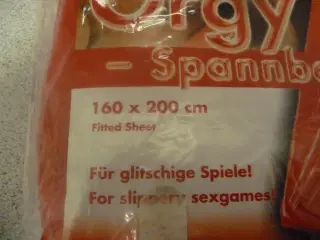 Orgy
- Spannbe
160 x 200 cm
Fitted Sheet
Für glitschige Spiele!
For slippery sexgames!